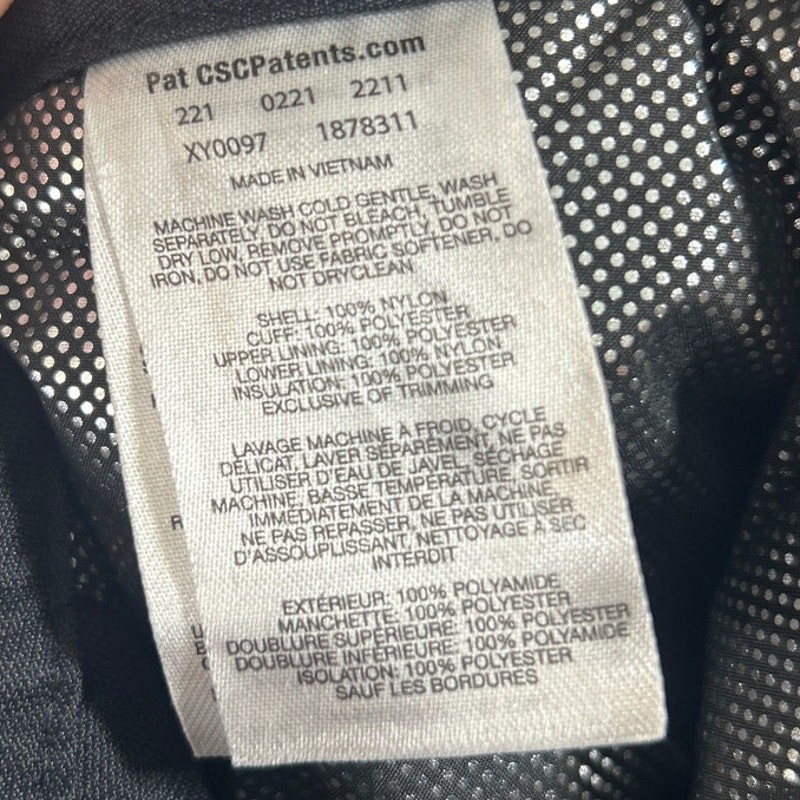 Pat CSCPatents.com
221 0221 2211
XY0097 1878311
MADE IN VIETNAM
MACHINE WASH COLD GENTLE, WASH
SEPARATELY, DO NOT BLEACH, TUMBLE
DRY LOW, REMOVE PROMPTLY, DO NOT
IRON, DO NOT USE FABRIC SOFTENER, DO
NOT DRYCLEAN
SHELL: 100% NYLON
CUFF: 100% POLYESTER
UPPER LINING: 100% POLYESTER
LOWER LINING: 100% NYLON
INSULATION: 100% POLYESTER
EXCLUSIVE OF TRIMMING
LAVAGE MACHINE À FROID, CYCLE
DÉLICAT, LAVER SÉPARÉMENT, NE PAS
UTILISER D'EAU DE JAVEL, SÉCHAGE
MACHINE, BASSE TEMPÉRATURE, SORTIR
IMMÉDIATEMENT DE LA MACHINE,
NE PAS REPASSER, NE PAS UTILISER
D'ASSOUPLISSANT, NETTOYAGE À SEC
INTERDIT
EXTÉRIEUR: 100% POLYAMIDE
MANCHETTE: 100% POLYESTER
DOUBLURE SUPÉRIEURE: 100% POLYESTER
DOUBLURE INFÉRIEURE: 100% POLYAMIDE
ISOLATION: 100% POLYESTER
SAUF LES BORDURES